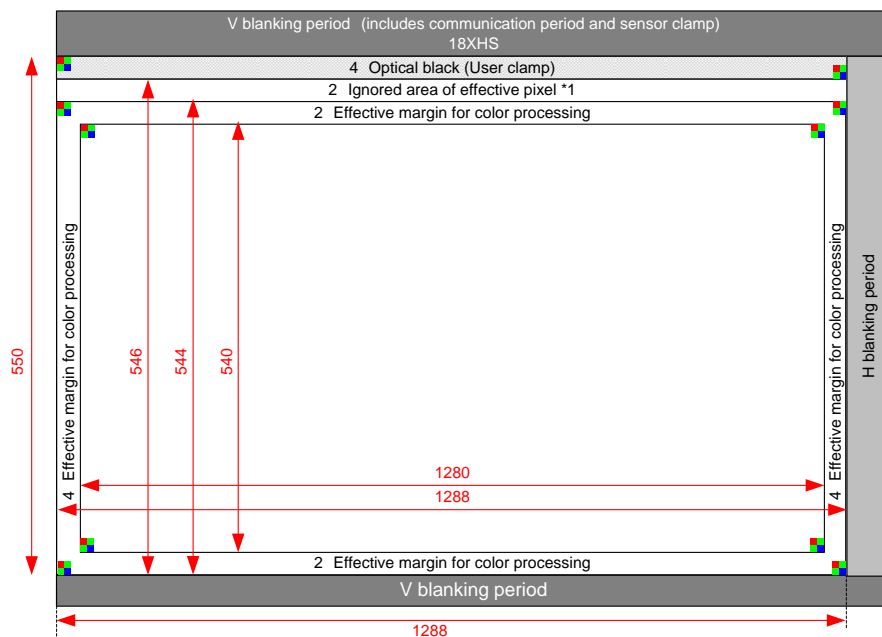 V blanking period (includes communication period and sensor clamp)
18XHS
4 Optical black (User clamp)
2 Ignored area of effective pixel *1
2 Effective margin for color processing
4 Effective margin for color processing
550
546
544
540
4 Effective margin for color processing
H blanking period
1280
1288
2 Effective margin for color processing
V blanking period
1288